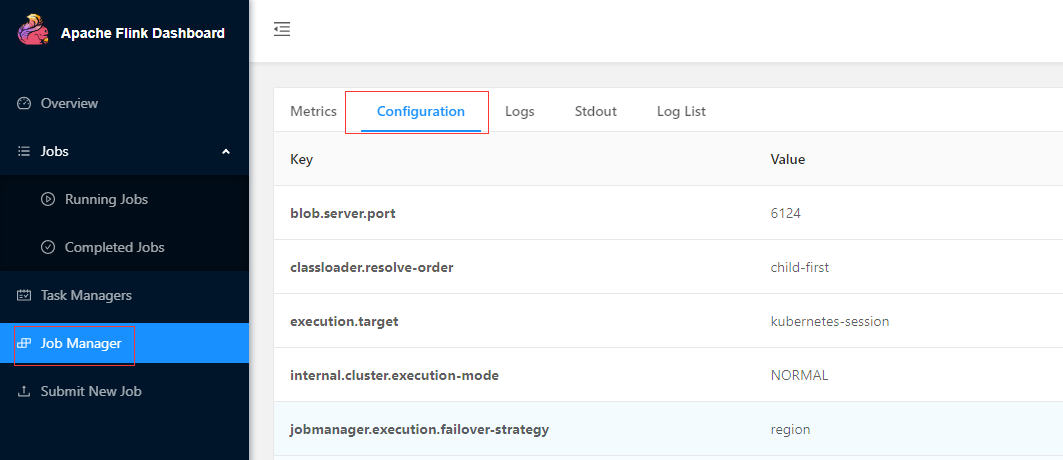 Apache Flink Dashboard
Overview
Jobs
Running Jobs
Completed Jobs
Task Managers
Job Manager
Submit New Job
Metrics Configuration Logs Stdout Log List
Key Value
blob.server.port 6124
classloader.resolve-order child-first
execution.target kubernetes-session
internal.cluster.execution-mode NORMAL
jobmanager.execution.failover-strategy region